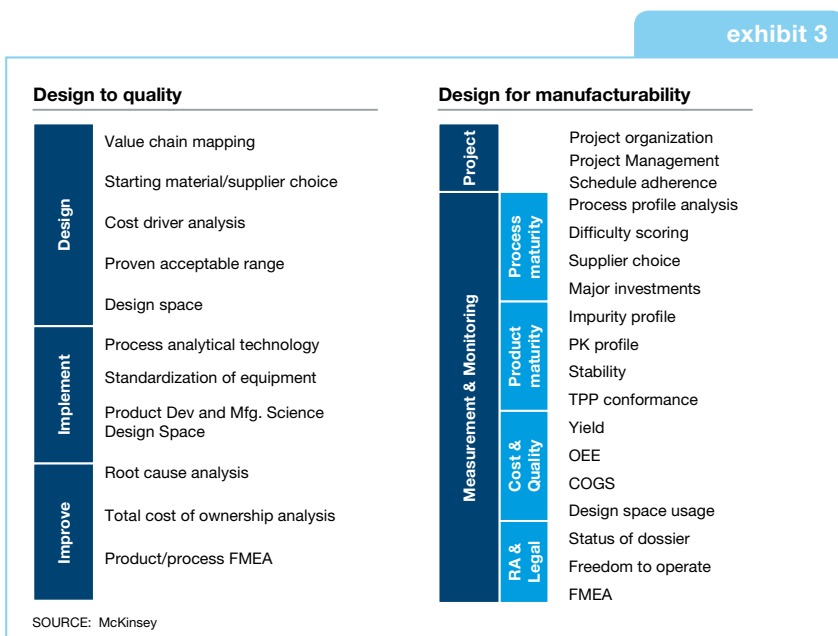 exhibit 3
Design to quality
Design
Value chain mapping
Starting material/supplier choice
Cost driver analysis
Proven acceptable range
Design space
Implement
Process analytical technology
Standardization of equipment
Product Dev and Mfg. Science
Design Space
Improve
Root cause analysis
Total cost of ownership analysis
Product/process FMEA
Design for manufacturability
Project
Project organization
Project Management
Schedule adherence
Measurement & Monitoring
Process
maturity
Process profile analysis
Difficulty scoring
Supplier choice
Major investments
Product
maturity
Impurity profile
PK profile
Stability
TPP conformance
Cost &
Quality
Yield
OEE
COGS
Design space usage
RA &
Legal
Status of dossier
Freedom to operate
FMEA
SOURCE: McKinsey